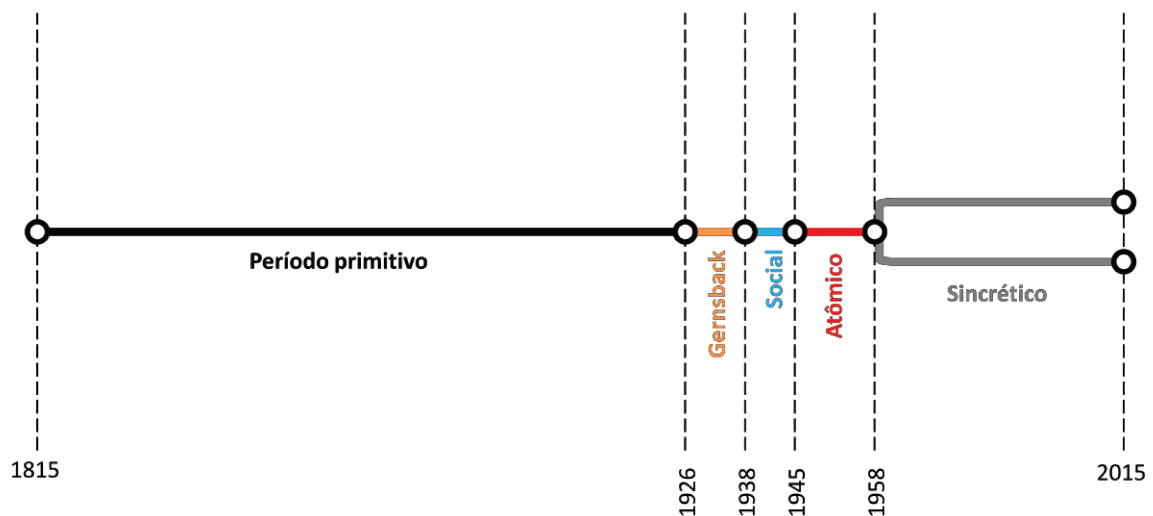 Período primitivo
Gernsback
Social
Atômico
Sincrético
1815
1926
1938
1945
1958
2015